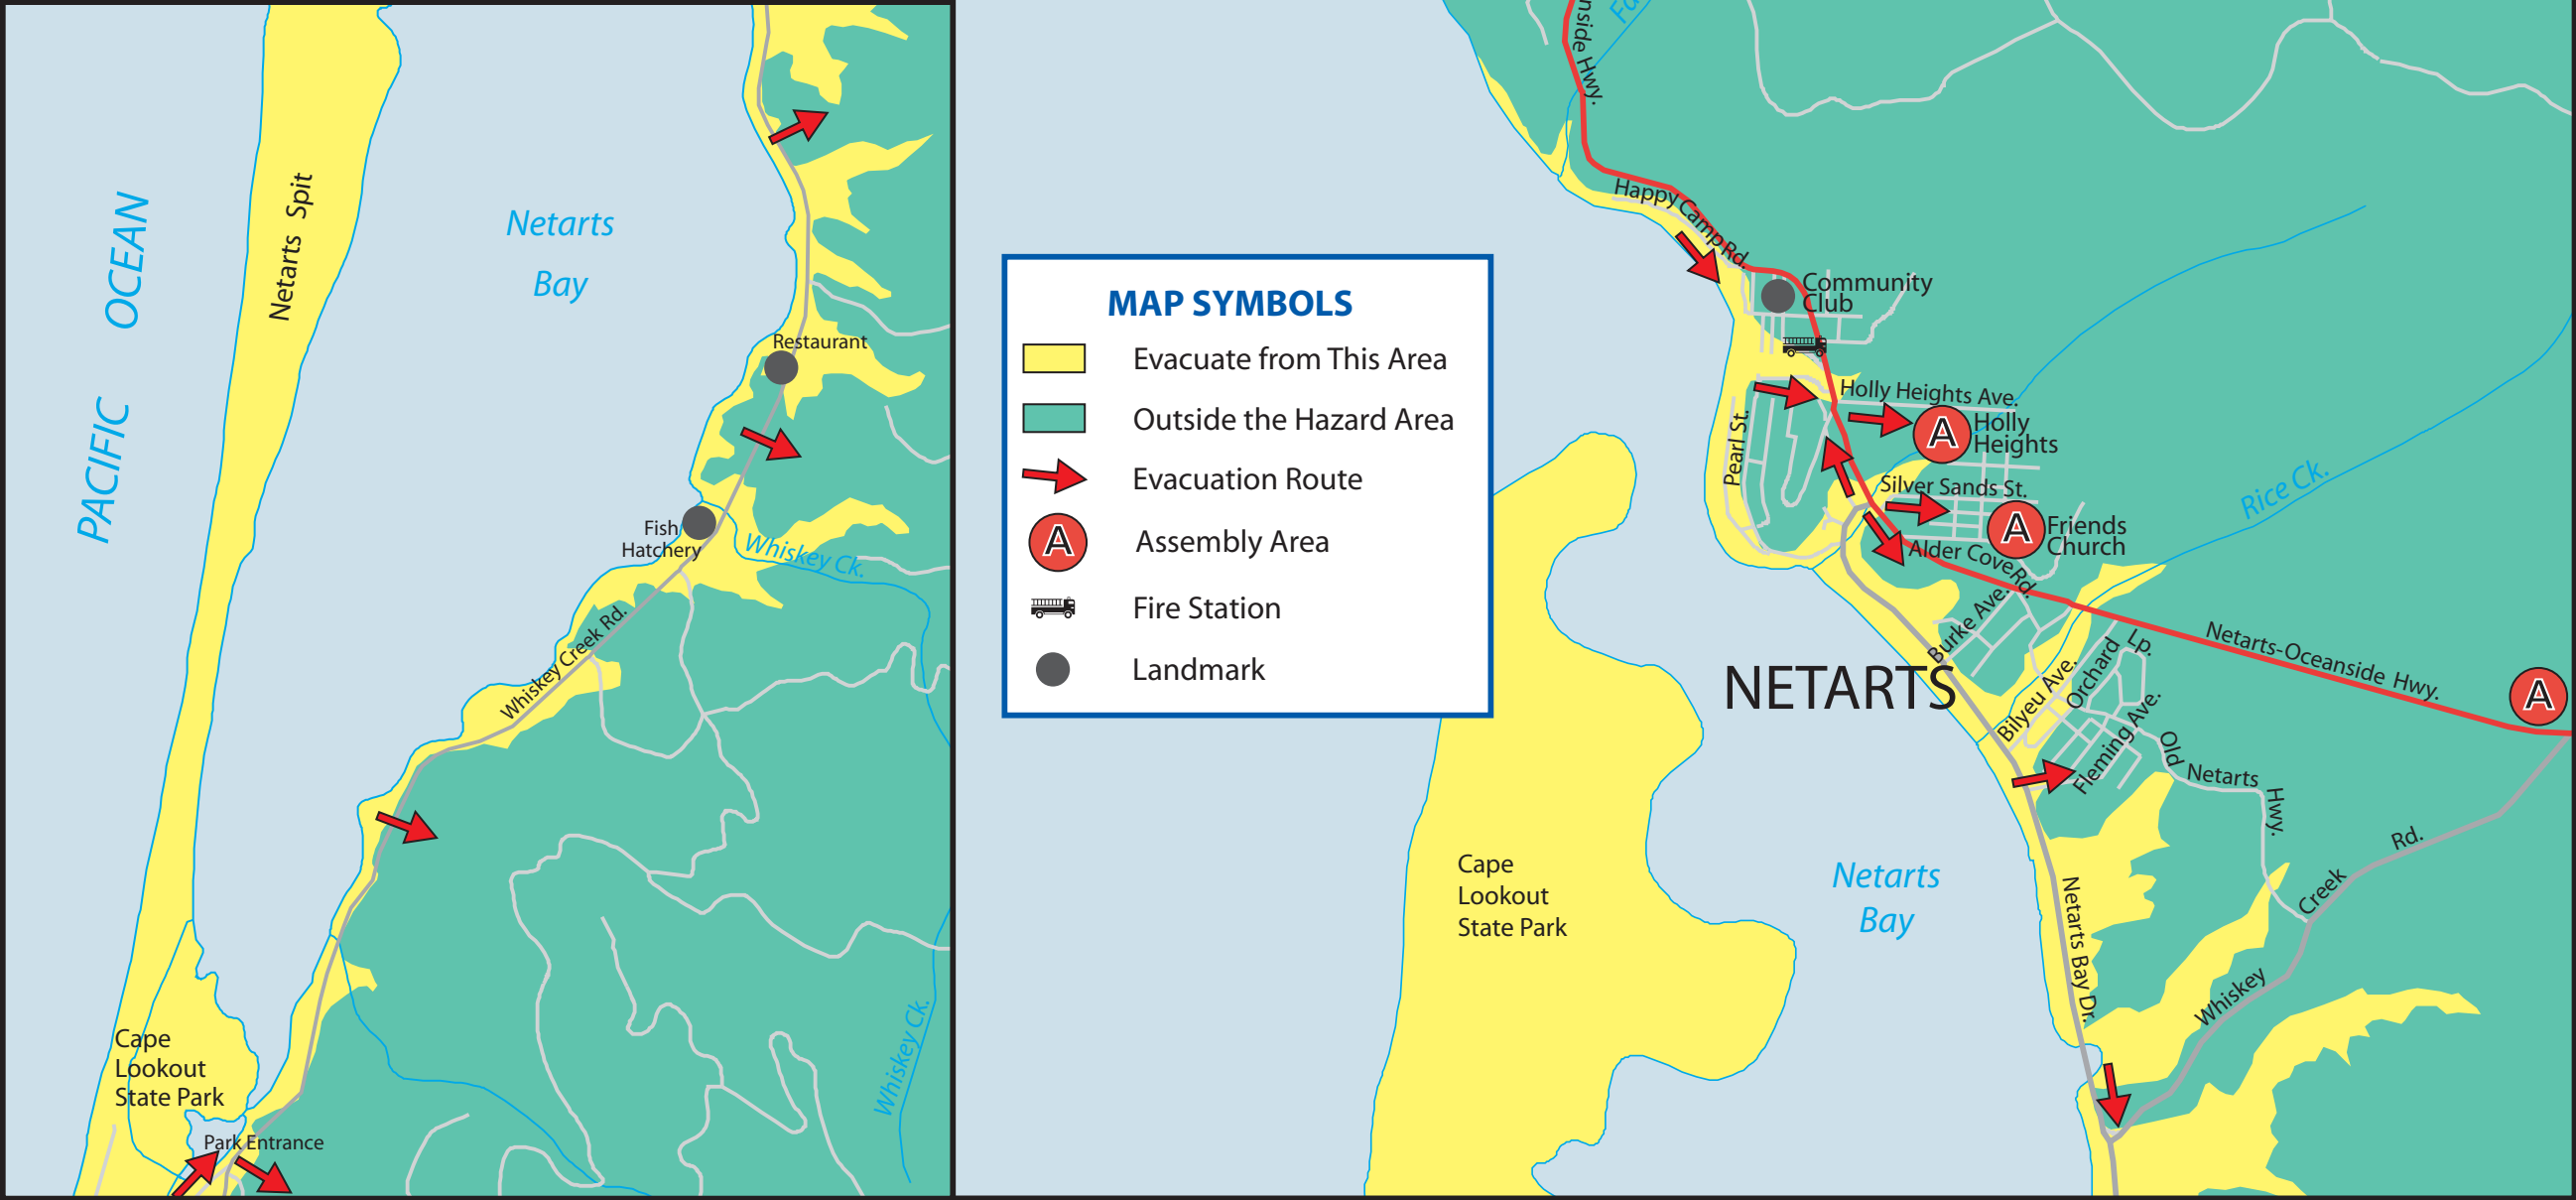 PACIFIC OCEAN
Netarts Spit
Netarts
Bay
Restaurant
Fish
Hatchery
Whiskey Ck.
Whiskey Creek Rd.
Whiskey Ck.
Cape
Lookout
State Park
Park Entrance
MAP SYMBOLS
Evacuate from This Area
Outside the Hazard Area
Evacuation Route
A
Assembly Area
Fire Station
Landmark
nside Hwy.
Happy Camp Rd.
Community
Club
Holly Heights Ave.
A
Holly
Heights
Pearl St.
Silver Sands St.
A
Friends
Church
Alder Cove Rd.
Rice Ck.
Burke Ave.
NETARTS
Bilyeu Ave.
Orchard Lp.
Fleming Ave.
Netarts-Oceanside Hwy.
A
Old Netarts Hwy.
Whiskey Creek Rd.
Netarts Bay Dr.
Netarts
Bay
Cape
Lookout
State Park